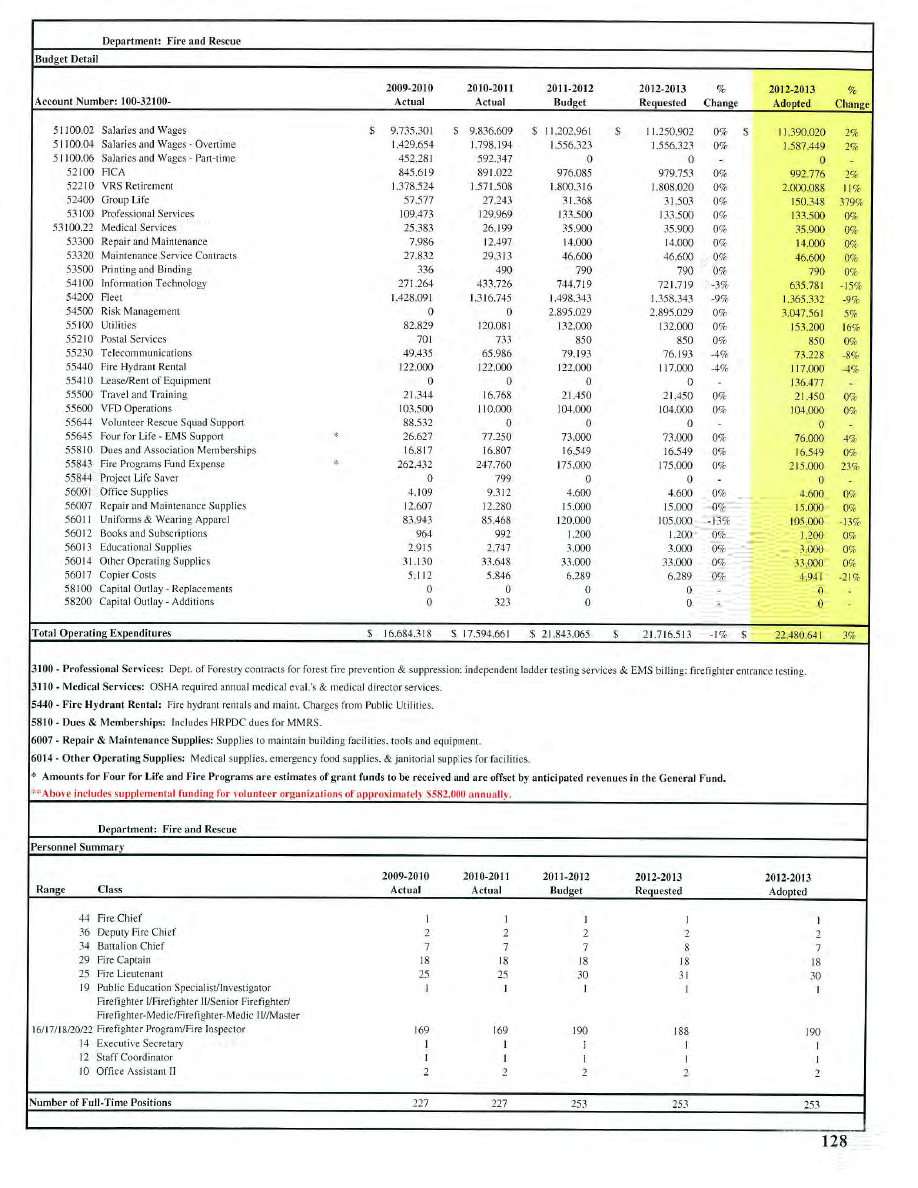 Department: Fire and Rescue
Budget Detail
2009-2010 2010-2011 2011-2012 2012-2013 % 2012-2013 %
Account Number: 100-32100- Actual Actual Budget Requested Change Adopted Change
51100.02 Salaries and Wages $ 9,735,301 $ 9,836,609 $ 11,202,961 $ 11,250,902 0% $ 11,390,020 2%
51100.04 Salaries and Wages - Overtime 1,429,654 1,798,194 1,556,323 1,556,323 0% 1,587,449 2%
51100.06 Salaries and Wages - Part-time 452,281 592,347 0 0 - 0 -
52100 FICA 845,619 891,022 976,085 979,753 0% 992,776 2%
52210 VRS Retirement 1,378,524 1,571,508 1,800,316 1,808,020 0% 2,000,088 11%
52400 Group Life 57,577 27,243 31,368 31,503 0% 150,348 379%
53100 Professional Services 109,473 129,969 133,500 133,500 0% 133,500 0%
53100.22 Medical Services 25,383 26,199 35,900 35,900 0% 35,900 0%
53300 Repair and Maintenance 7,986 12,497 14,000 14,000 0% 14,000 0%
53320 Maintenance Service Contracts 27,832 29,313 46,600 46,600 0% 46,600 0%
53500 Printing and Binding 336 490 790 790 0% 790 0%
54100 Information Technology 271,264 433,726 744,719 721,719 -3% 635,781 -15%
54200 Fleet 1,428,091 1,316,745 1,498,343 1,358,343 -9% 1,365,332 -9%
54500 Risk Management 0 0 2,895,029 2,895,029 0% 3,047,561 5%
55100 Utilities 82,829 120,081 132,000 132,000 0% 153,200 16%
55210 Postal Services 701 733 850 850 0% 850 0%
55230 Telecommunications 49,435 65,986 79,193 76,193 -4% 73,228 -8%
55440 Fire Hydrant Rental 122,000 122,000 122,000 117,000 -4% 117,000 -4%
55410 Lease/Rent of Equipment 0 0 0 0 - 136,477 -
55500 Travel and Training 21,344 16,768 21,450 21,450 0% 21,450 0%
55600 VFD Operations 103,500 110,000 104,000 104,000 0% 104,000 0%
55644 Volunteer Rescue Squad Support 88,532 0 0 0 - 0 -
55645 Four for Life - EMS Support * 26,627 77,250 73,000 73,000 0% 76,000 4%
55810 Dues and Association Memberships 16,817 16,807 16,549 16,549 0% 16,549 0%
55843 Fire Programs Fund Expense * 262,432 247,760 175,000 175,000 0% 215,000 23%
55844 Project Life Saver 0 799 0 0 - 0 -
56001 Office Supplies 4,109 9,312 4,600 4,600 0% 4,600 0%
56007 Repair and Maintenance Supplies 12,607 12,280 15,000 15,000 0% 15,000 0%
56011 Uniforms & Wearing Apparel 83,943 85,468 120,000 105,000 -13% 105,000 -13%
56012 Books and Subscriptions 964 992 1,200 1,200 0% 1,200 0%
56013 Educational Supplies 2,915 2,747 3,000 3,000 0% 3,000 0%
56014 Other Operating Supplies 31,130 33,648 33,000 33,000 0% 33,000 0%
56017 Copier Costs 5,112 5,846 6,289 6,289 0% 4,941 -21%
58100 Capital Outlay - Replacements 0 0 0 0 - 0 -
58200 Capital Outlay - Additions 0 323 0 0 - 0 -
Total Operating Expenditures $ 16,684,318 $ 17,594,661 $ 21,843,065 $ 21,716,513 -1% $ 22,480,641 3%
3100 - Professional Services: Dept. of Forestry contracts for forest fire prevention & suppression; independent ladder testing services & EMS billing; firefighter entrance testing.
3110 - Medical Services: OSHA required annual medical eval.'s & medical director services.
5440 - Fire Hydrant Rental: Fire hydrant rentals and maint. Charges from Public Utilities.
5810 - Dues & Memberships: Includes HRPDC dues for MMRS.
6007 - Repair & Maintenance Supplies: Supplies to maintain building facilities, tools and equipment.
6014 - Other Operating Supplies: Medical supplies, emergency food supplies, & janitorial supplies for facilities.
* Amounts for Four for Life and Fire Programs are estimates of grant funds to be received and are offset by anticipated revenues in the General Fund.
**Above includes supplemental funding for volunteer organizations of approximately $582,000 annually.
Department: Fire and Rescue
Personnel Summary
2009-2010 2010-2011 2011-2012 2012-2013 2012-2013
Range Class Actual Actual Budget Requested Adopted
44 Fire Chief 1 1 1 1 1
36 Deputy Fire Chief 2 2 2 2 2
34 Battalion Chief 7 7 7 8 7
29 Fire Captain 18 18 18 18 18
25 Fire Lieutenant 25 25 30 31 30
19 Public Education Specialist/Investigator 1 1 1 1 1
Firefighter I/Firefighter II/Senior Firefighter/
Firefighter-Medic/Firefighter-Medic II//Master
16/17/18/20/22 Firefighter Program/Fire Inspector 169 169 190 188 190
14 Executive Secretary 1 1 1 1 1
12 Staff Coordinator 1 1 1 1 1
10 Office Assistant II 2 2 2 2 2
Number of Full-Time Positions 227 227 253 253 253
128